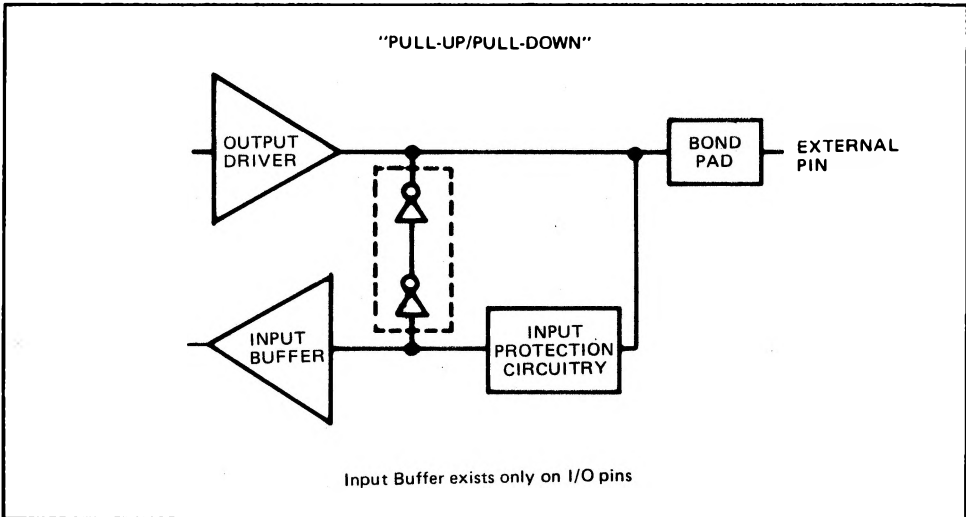 "PULL-UP/PULL-DOWN"
OUTPUT
DRIVER
BOND
PAD
EXTERNAL
PIN
INPUT
BUFFER
INPUT
PROTECTION
CIRCUITRY
Input Buffer exists only on I/O pins